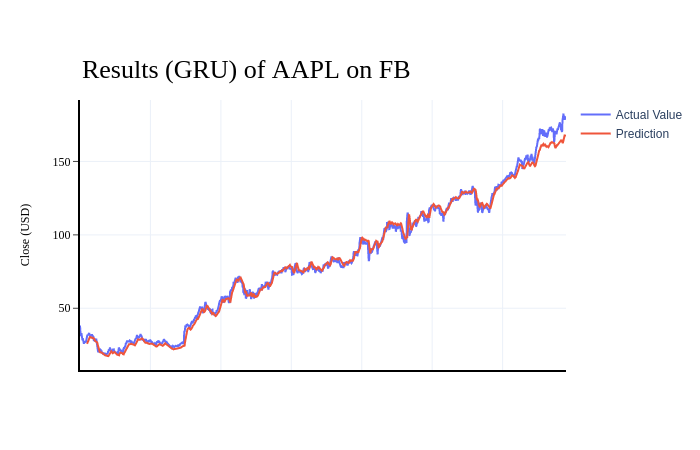 Results (GRU) of AAPL on FB
Actual Value
Prediction
150
100
50
Close (USD)